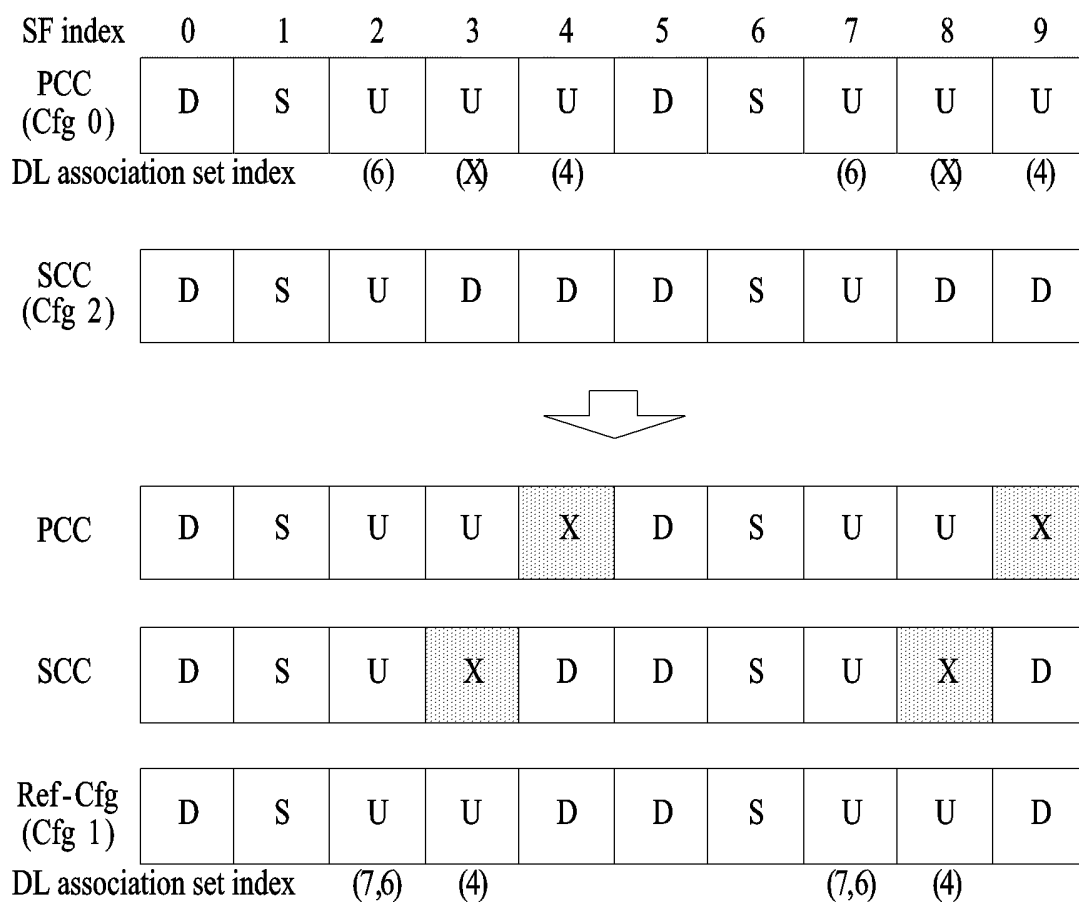 SF index 0 1 2 3 4 5 6 7 8 9
PCC
(Cfg 0) D S U U U D S U U U
DL association set index (6) (X) (4) (6) (X) (4)
SCC
(Cfg 2) D S U D D D S U D D
PCC D S U U X D S U U X
SCC D S U X D D S U X D
Ref-Cfg
(Cfg 1) D S U U D D S U U D
DL association set index (7,6) (4) (7,6) (4)